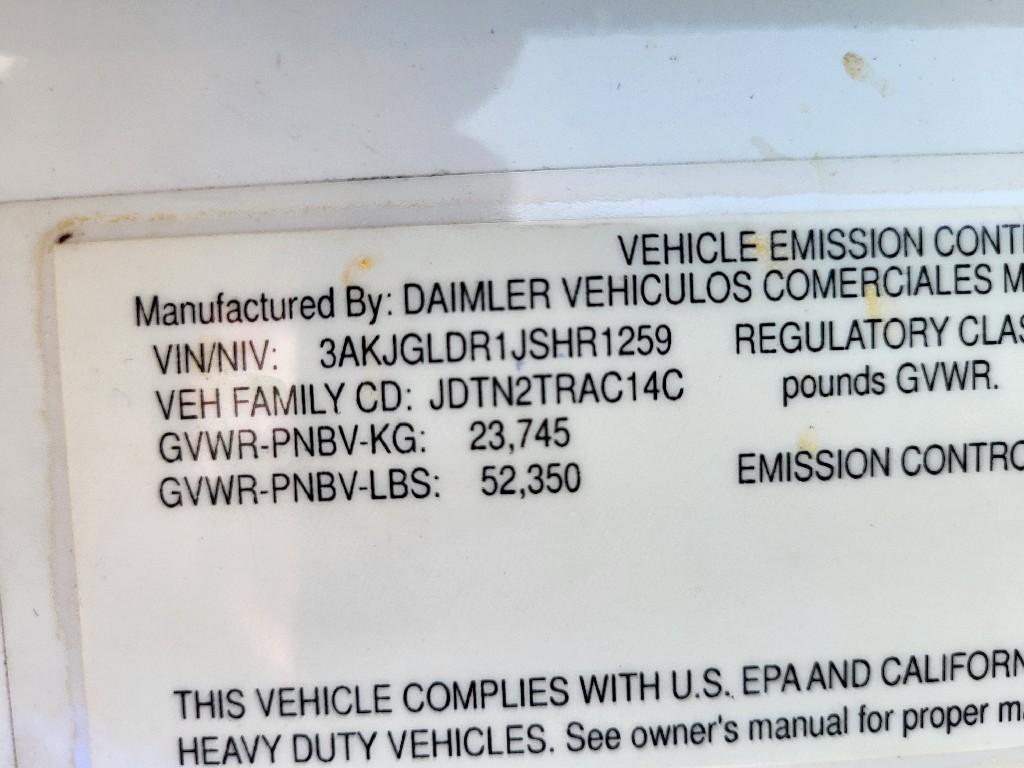 VEHICLE EMISSION CONT
Manufactured By: DAIMLER VEHICULOS COMERCIALES M
VIN/NIV: 3AKJGLDR1JSHR1259 REGULATORY CLAS
VEH FAMILY CD: JDTN2TRAC14C pounds GVWR.
GVWR-PNBV-KG: 23,745
GVWR-PNBV-LBS: 52,350 EMISSION CONTRO
THIS VEHICLE COMPLIES WITH U.S. EPA AND CALIFORN
HEAVY DUTY VEHICLES. See owner's manual for proper m